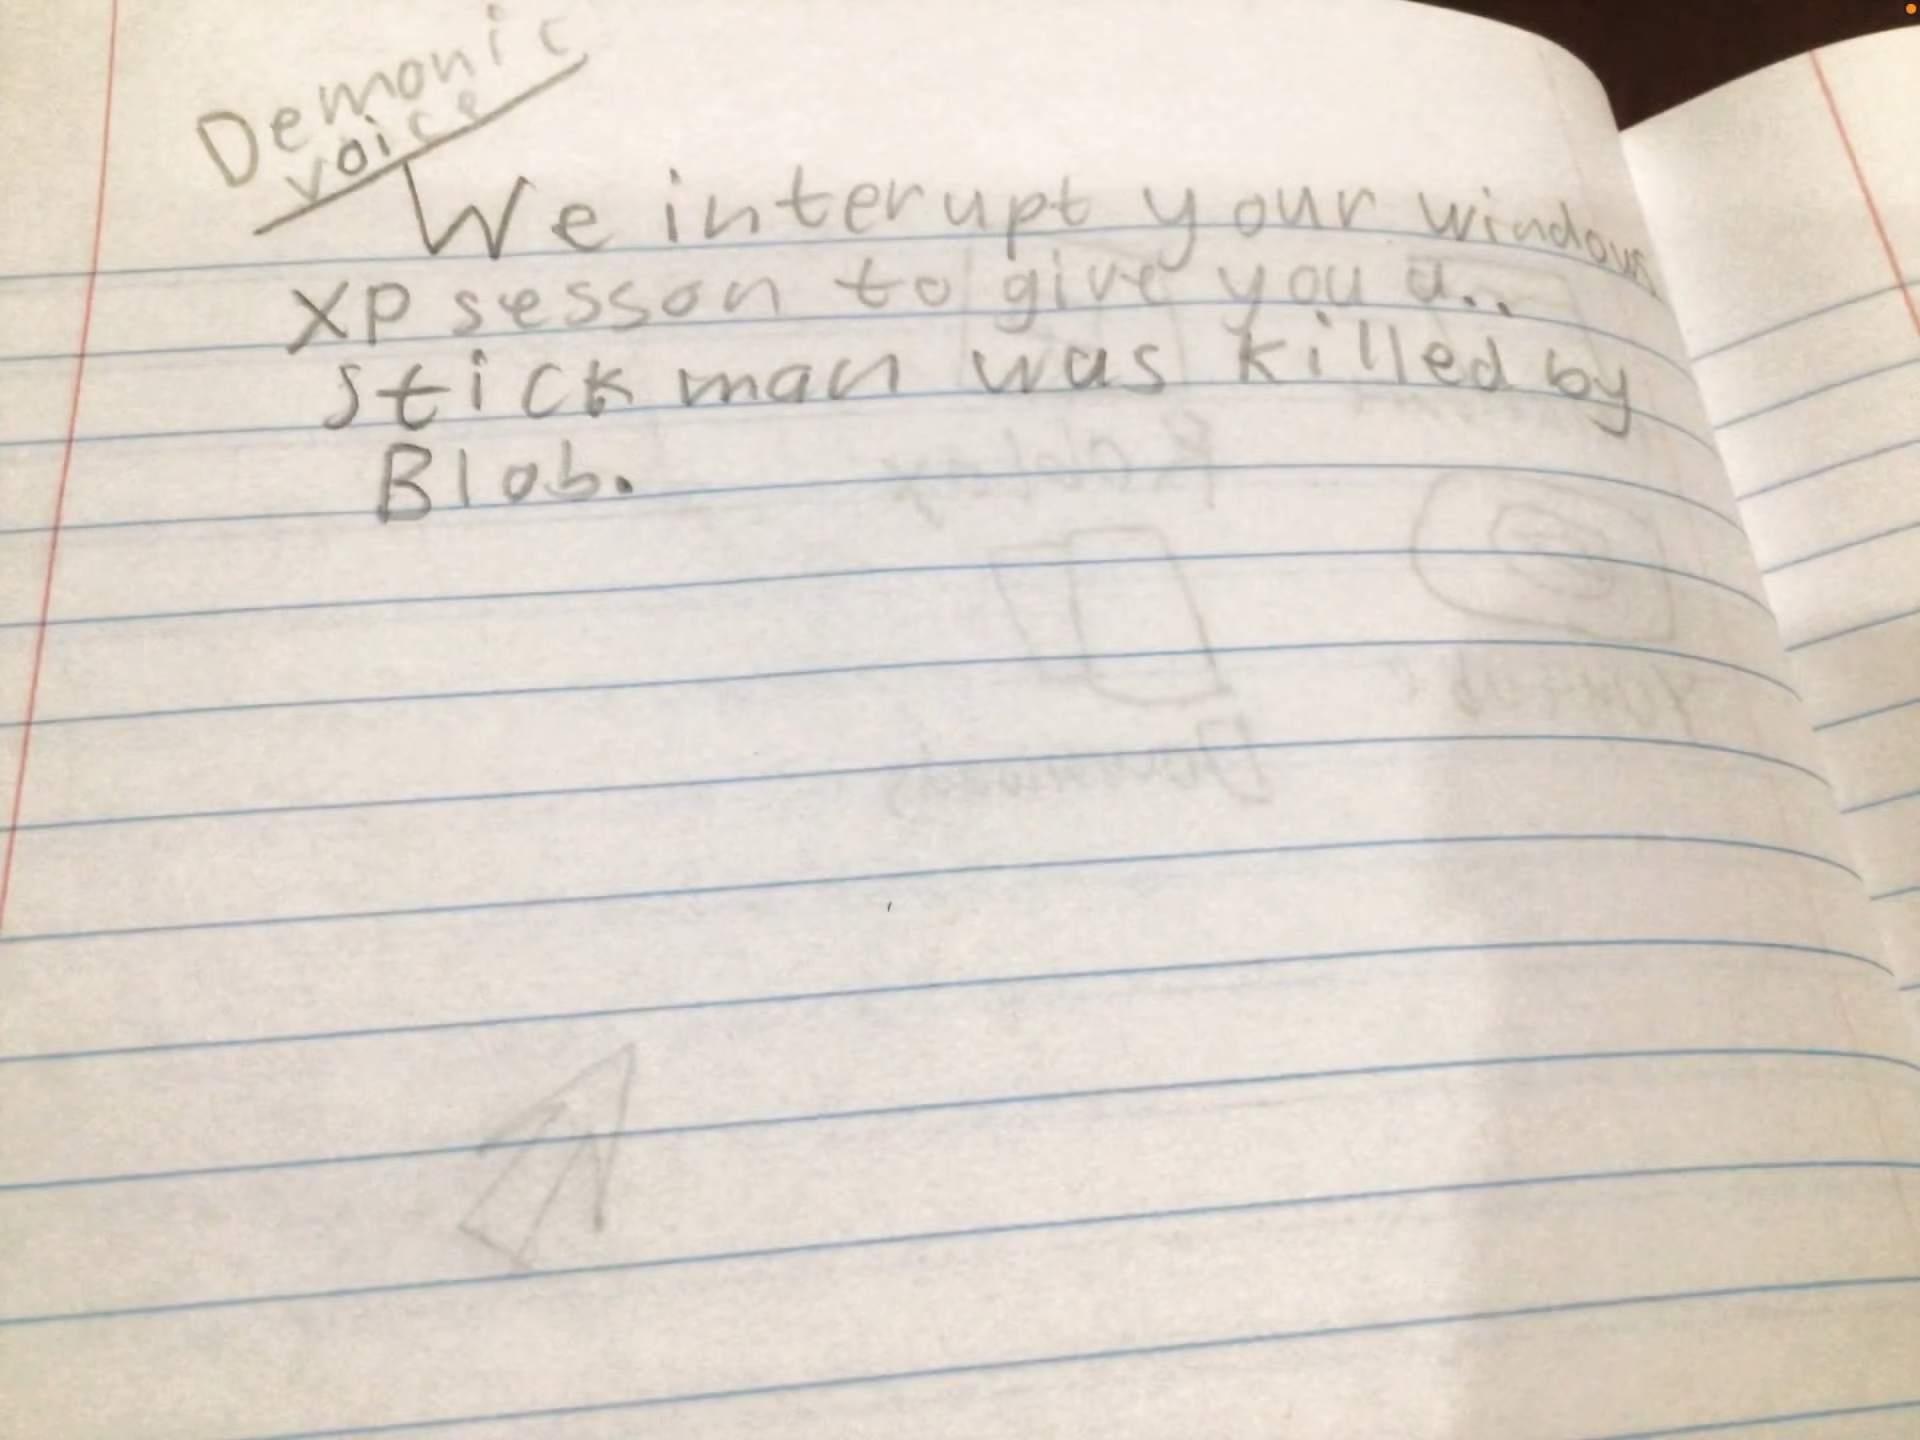 Demonic
voice
We interupt your windows
XP sesson to give you a..
stick man was killed by
Blob.